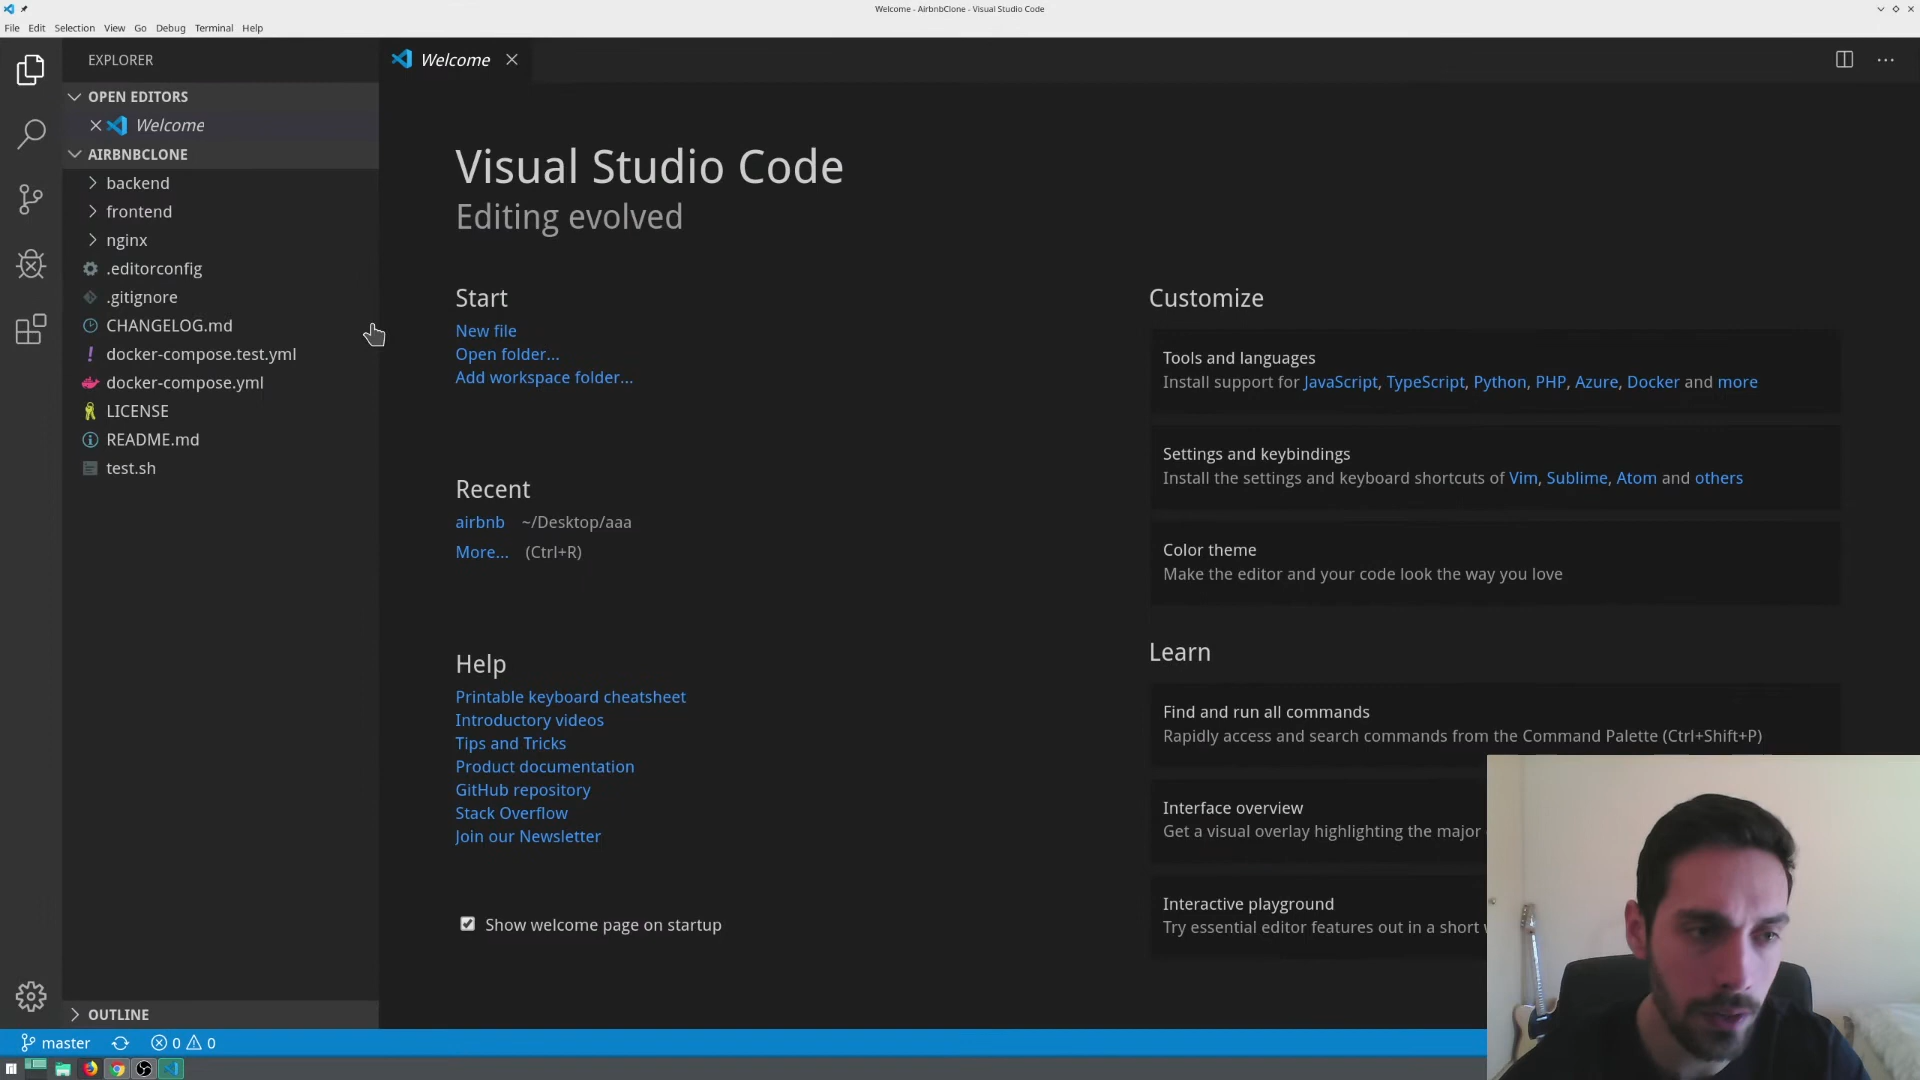 Welcome - AirbnbClone - Visual Studio Code
File Edit Selection View Go Debug Terminal Help
EXPLORER
OPEN EDITORS
Welcome
AIRBNBCLONE
backend
frontend
nginx
.editorconfig
.gitignore
CHANGELOG.md
docker-compose.test.yml
docker-compose.yml
LICENSE
README.md
test.sh
OUTLINE
Welcome
Visual Studio Code
Editing evolved
Start
New file
Open folder...
Add workspace folder...
Recent
airbnb ~/Desktop/aaa
More... (Ctrl+R)
Help
Printable keyboard cheatsheet
Introductory videos
Tips and Tricks
Product documentation
GitHub repository
Stack Overflow
Join our Newsletter
Show welcome page on startup
Customize
Tools and languages
Install support for JavaScript, TypeScript, Python, PHP, Azure, Docker and more
Settings and keybindings
Install the settings and keyboard shortcuts of Vim, Sublime, Atom and others
Color theme
Make the editor and your code look the way you love
Learn
Find and run all commands
Rapidly access and search commands from the Command Palette (Ctrl+Shift+P)
Interface overview
Get a visual overlay highlighting the major
Interactive playground
Try essential editor features out in a short
master 0 0